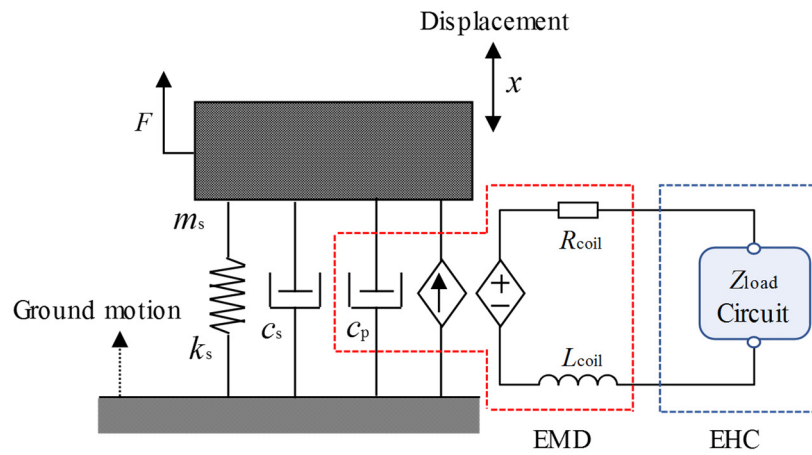 Displacement
x
F
ms
Rcoil
Zload
Circuit
Ground motion
ks
cs
cp
Lcoil
EMD
EHC